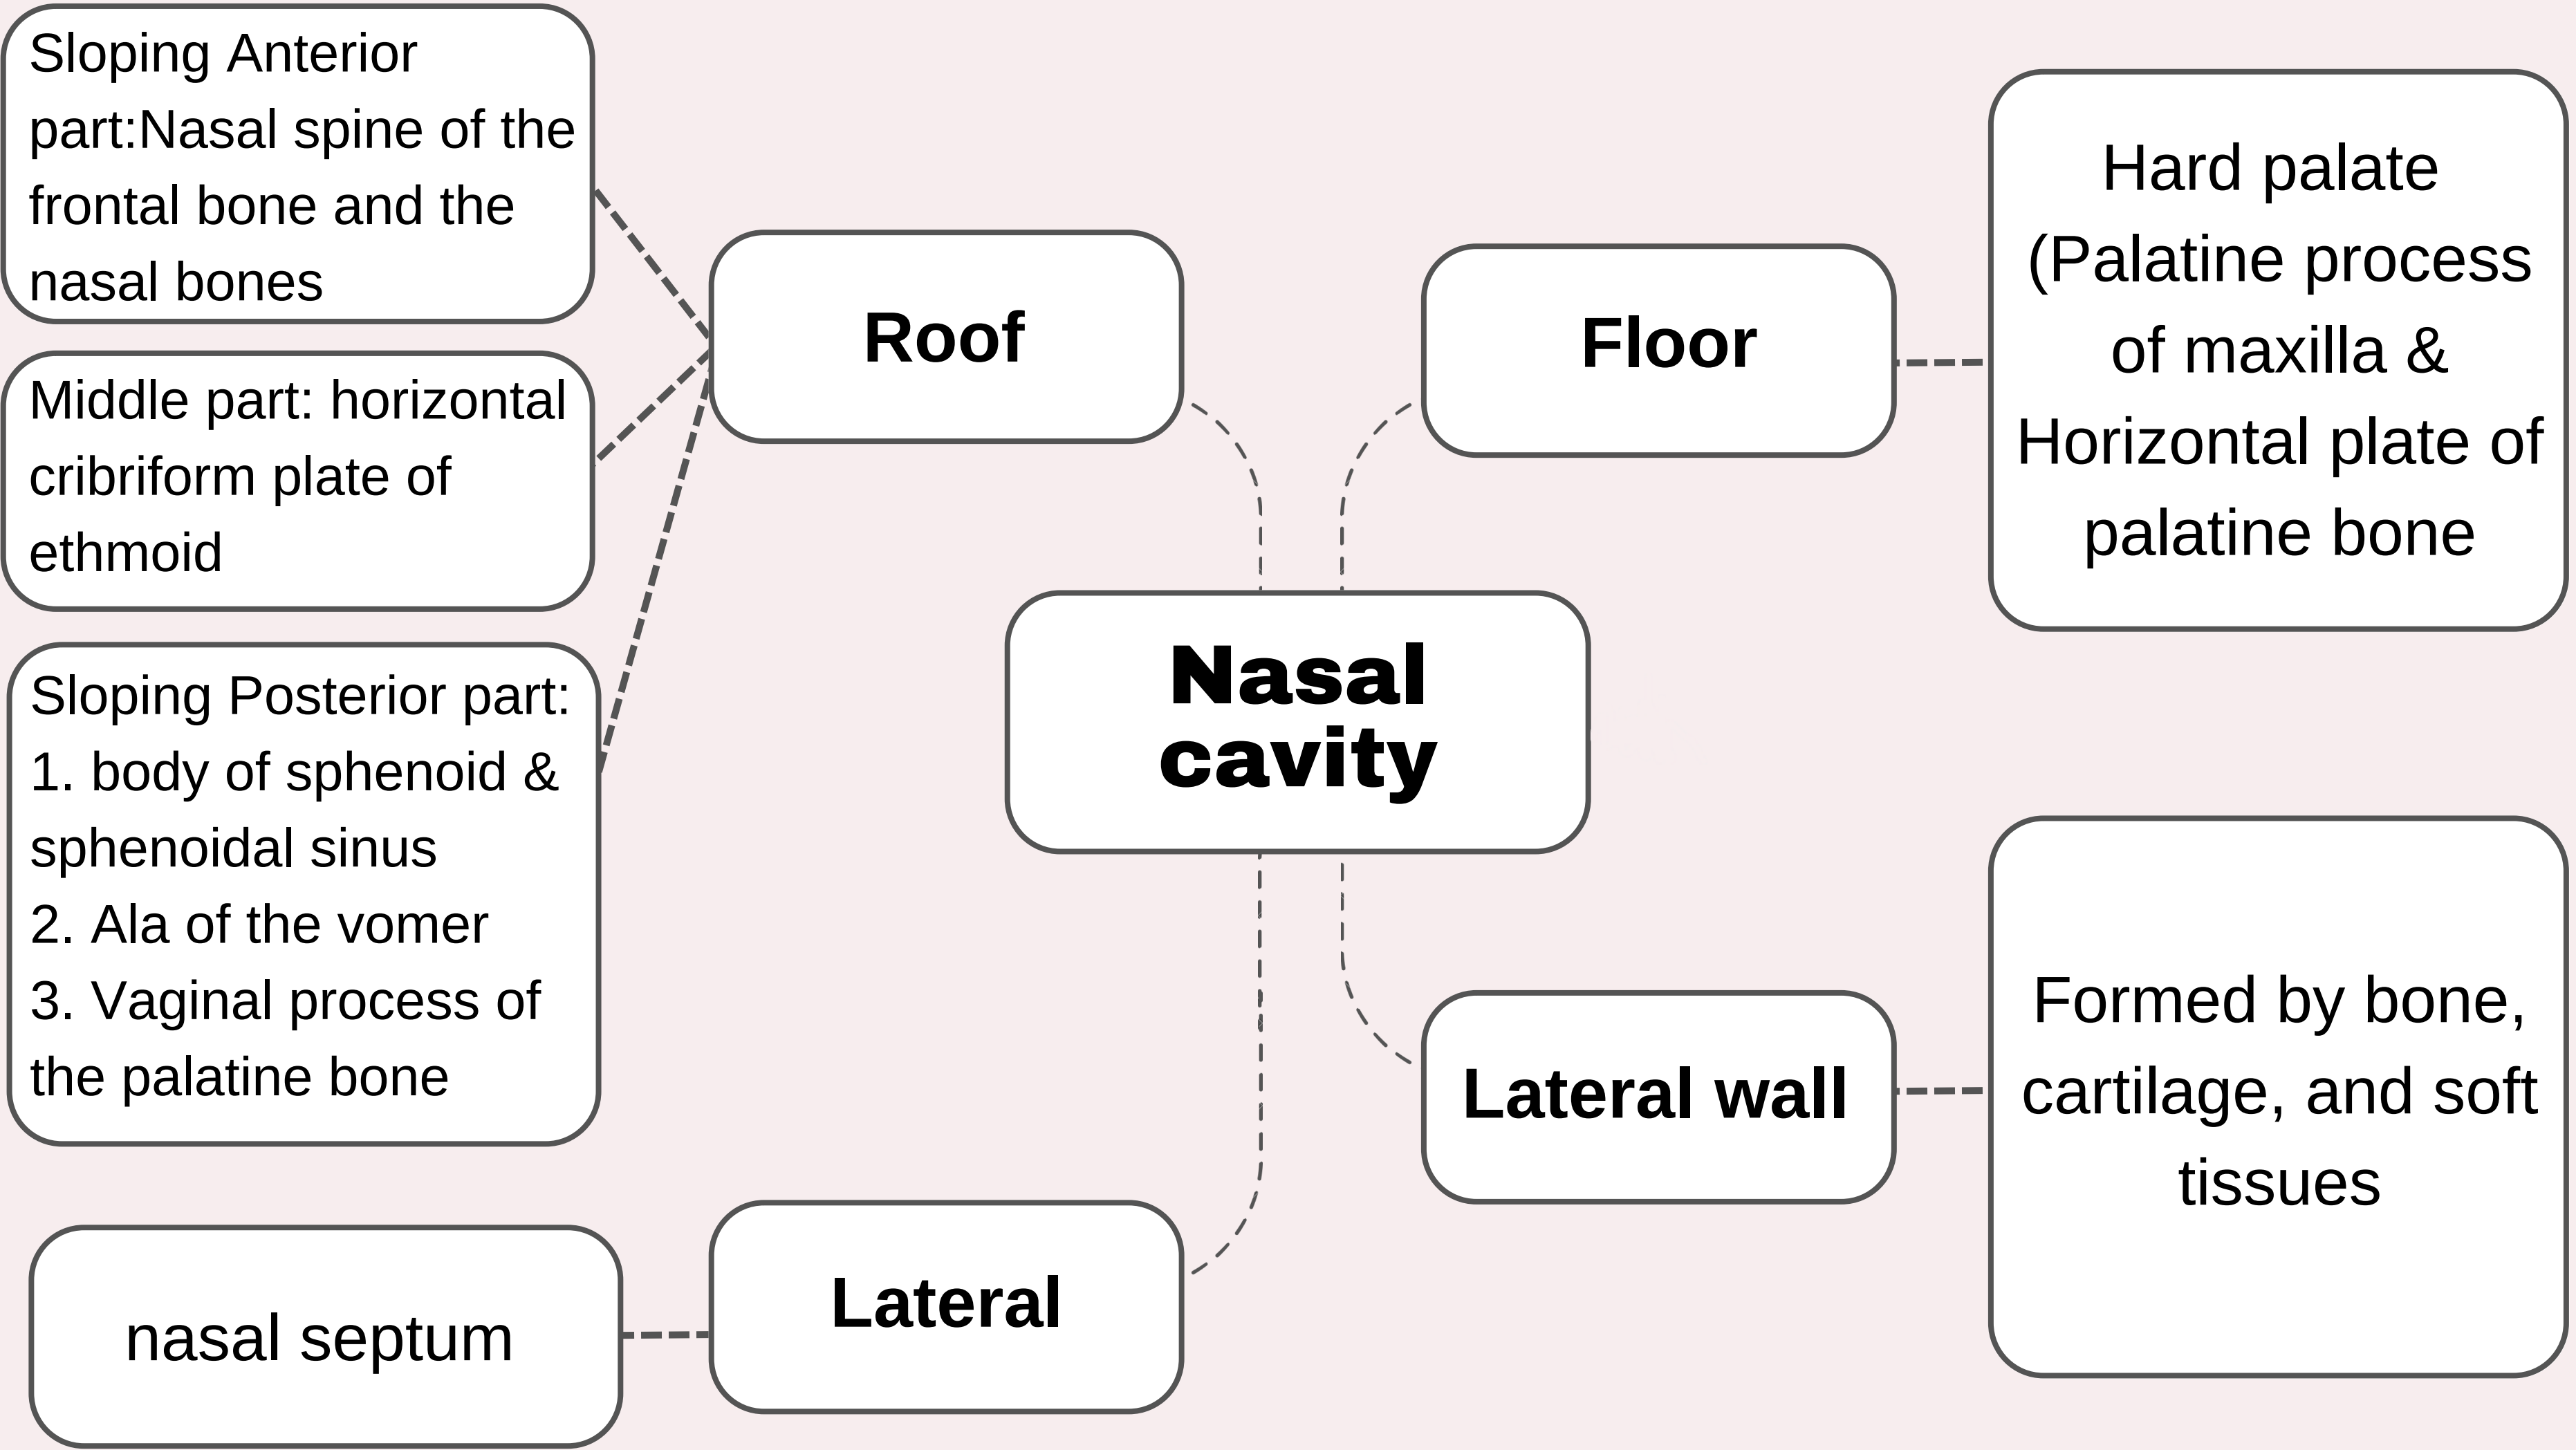 Sloping Anterior
part:Nasal spine of the
frontal bone and the
nasal bones
Middle part: horizontal
cribriform plate of
ethmoid
Sloping Posterior part:
1. body of sphenoid &
sphenoidal sinus
2. Ala of the vomer
3. Vaginal process of
the palatine bone
nasal septum
Roof
Lateral
Nasal
cavity
Floor
Lateral wall
Hard palate
(Palatine process
of maxilla &
Horizontal plate of
palatine bone
Formed by bone,
cartilage, and soft
tissues